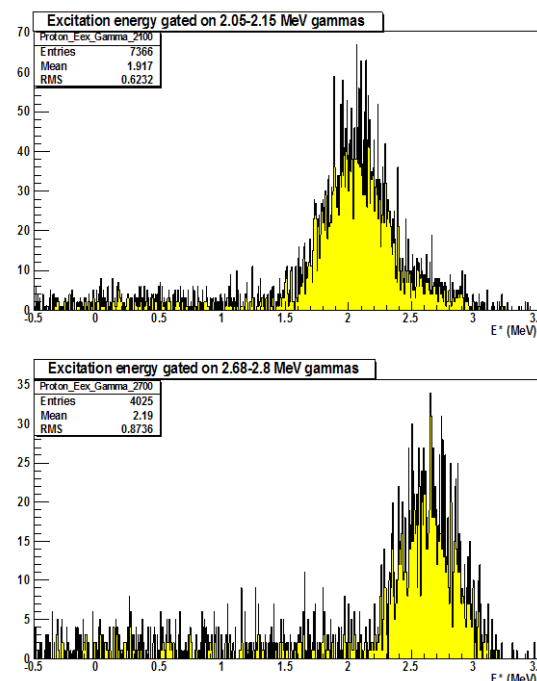 Excitation energy gated on 2.05-2.15 MeV gammas
Proton_Eex_Gamma_2100
Entries 7366
Mean 1.917
RMS 0.6232
70
60
50
40
30
20
10
0
-0.5 0 0.5 1 1.5 2 2.5 3 3.
E* (MeV)
Excitation energy gated on 2.68-2.8 MeV gammas
Proton_Eex_Gamma_2700
Entries 4025
Mean 2.19
RMS 0.8736
35
30
25
20
15
10
5
0
-0.5 0 0.5 1 1.5 2 2.5 3 3.
E* (MeV)